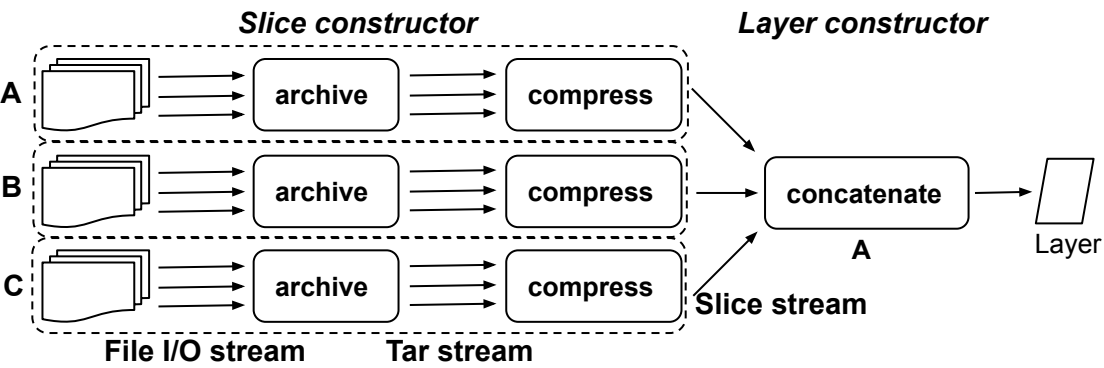 Slice constructor
Layer constructor
A
archive
compress
B
archive
compress
concatenate
A
Layer
C
archive
compress
Slice stream
File I/O stream
Tar stream